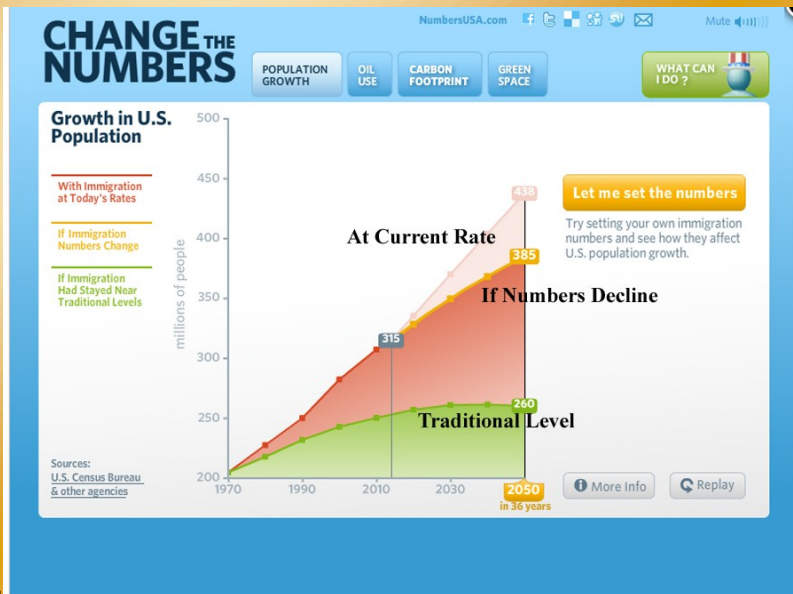 NumbersUSA.com
Mute
CHANGE THE
NUMBERS
POPULATION
GROWTH
OIL
USE
CARBON
FOOTPRINT
GREEN
SPACE
WHAT CAN
I DO ?
Growth in U.S.
Population
With Immigration
at Today's Rates
If Immigration
Numbers Change
If Immigration
Had Stayed Near
Traditional Levels
Sources:
U.S. Census Bureau
& other agencies
millions of people
500
450
400
350
300
250
200
1970
1990
2010
2030
2050
in 36 years
438
At Current Rate
385
If Numbers Decline
315
260
Traditional Level
Let me set the numbers
Try setting your own immigration
numbers and see how they affect
U.S. population growth.
More Info
Replay